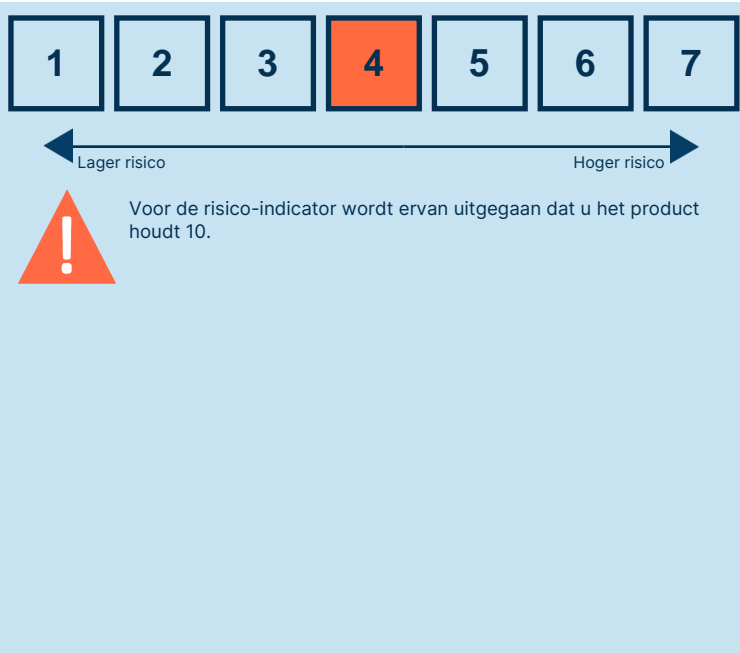 1 2 3 4 5 6 7
Lager risico Hoger risico
Voor de risico-indicator wordt ervan uitgegaan dat u het product
houdt 10.